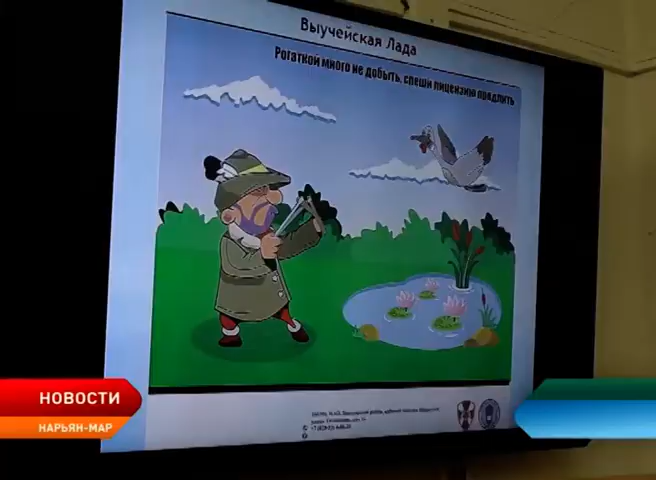 Выучейская Лада
Рогаткой много не добыть, спеши лицензию продлить
НОВОСТИ
НАРЬЯН-МАР